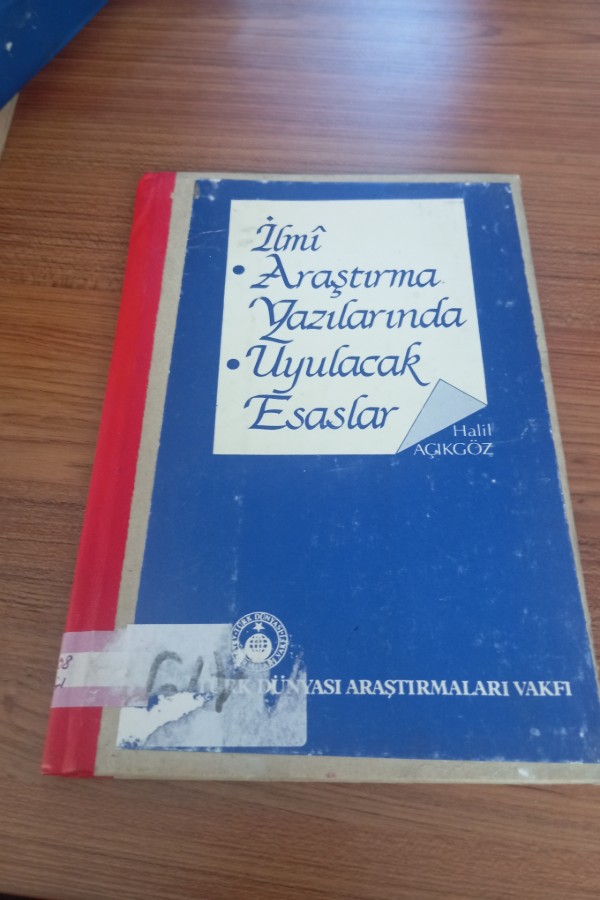 İlmî
• Araştırma
Yazılarında
• Uyulacak
Esaslar
Halil
AÇIKGÖZ
DÜNYASI ARAŞTIRMALARI VAKFI